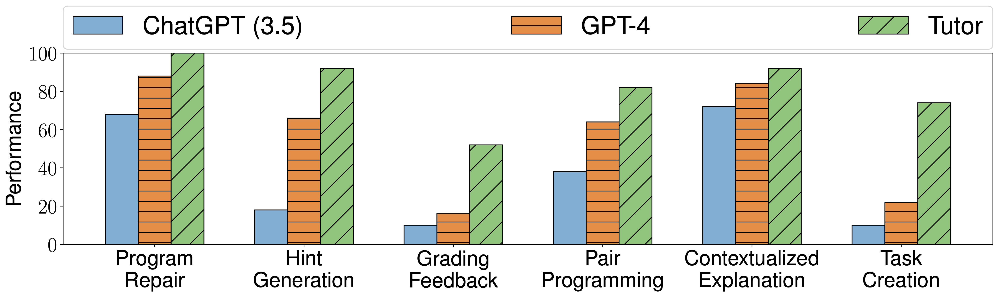 ChatGPT (3.5) GPT-4 Tutor
Performance
100
80
60
40
20
0
Program Repair
Hint Generation
Grading Feedback
Pair Programming
Contextualized Explanation
Task Creation